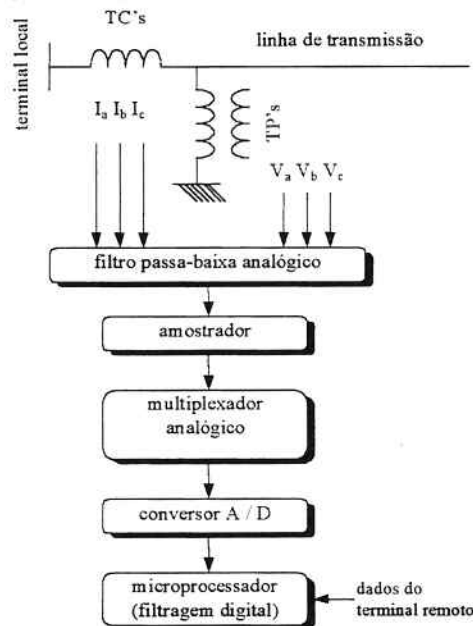 TC's
linha de transmissão
terminal local
I_a I_b I_c
TP's
V_a V_b V_c
filtro passa-baixa analógico
amostrador
multiplexador
analógico
conversor A / D
microprocessador
(filtragem digital)
dados do
terminal remoto